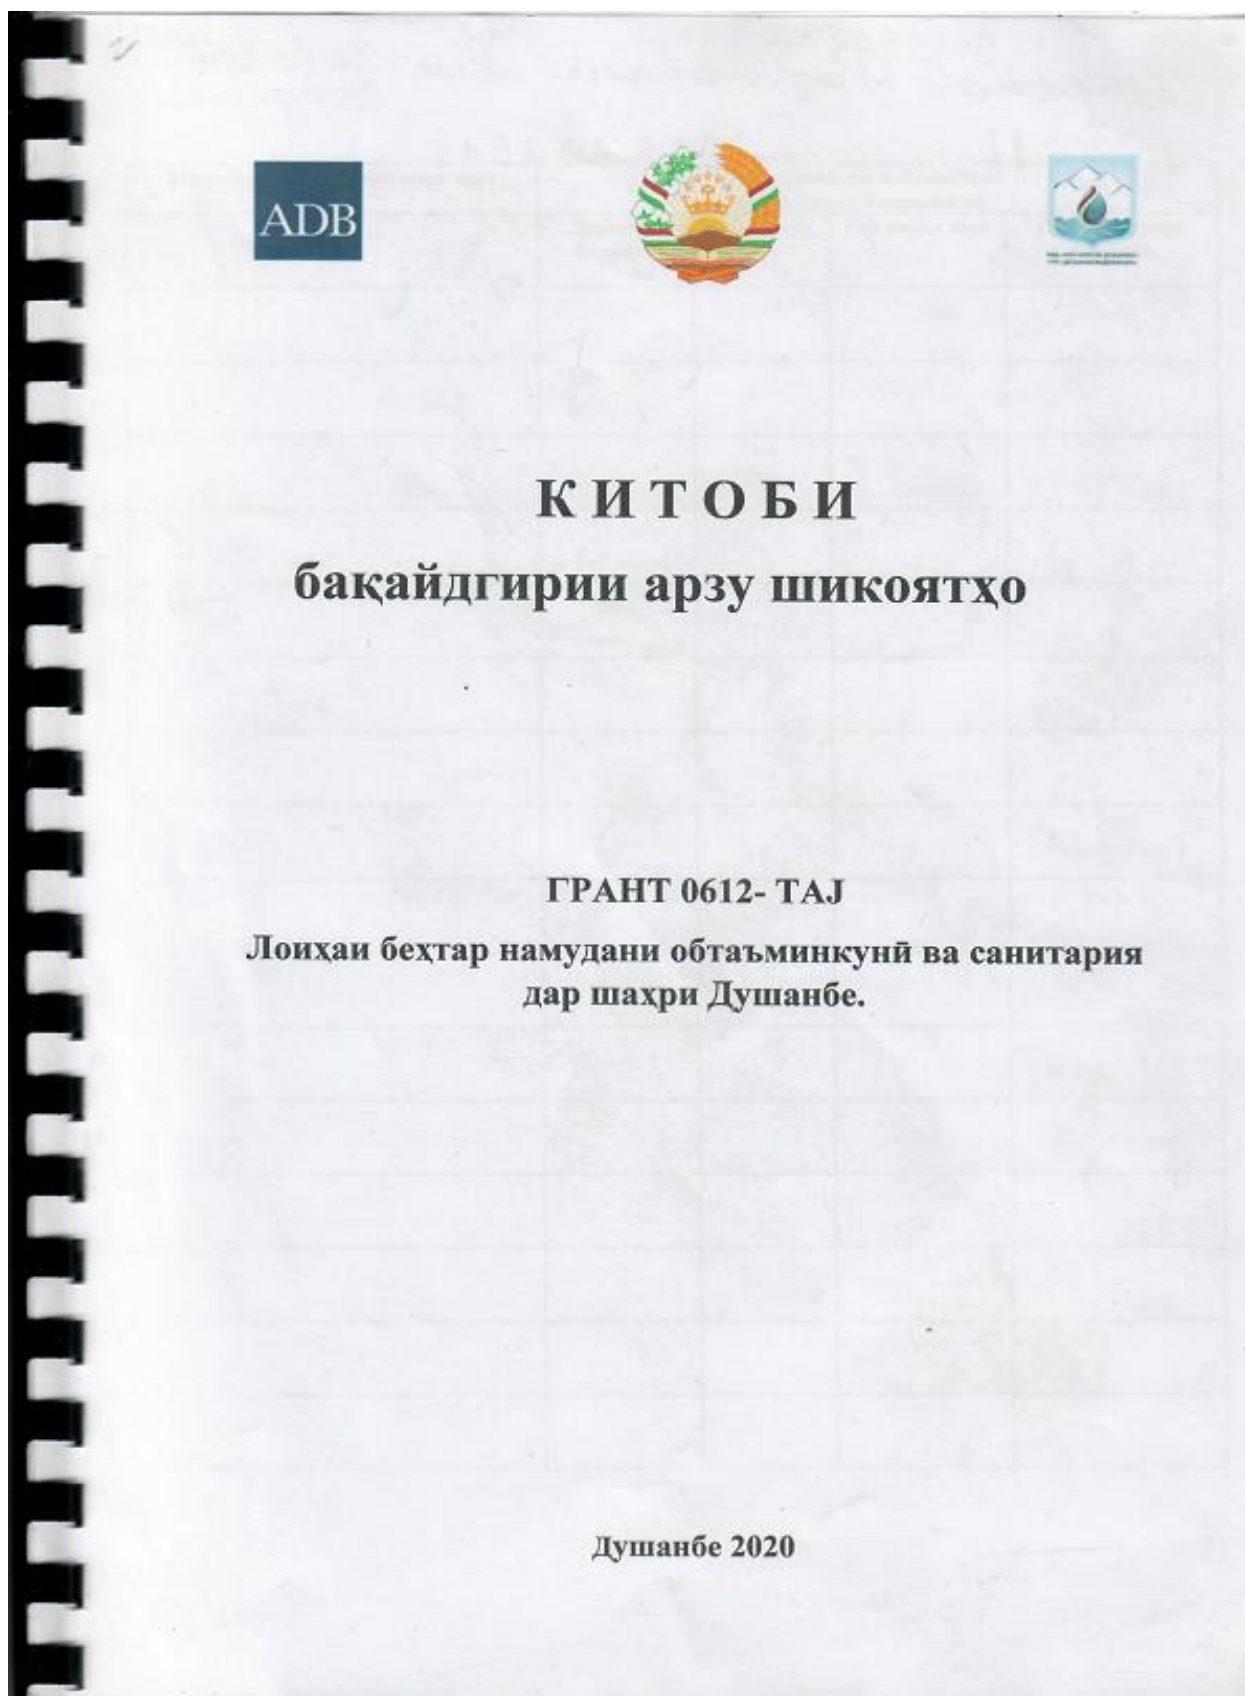 ADB
КИТОБИ
бақайдгирии арзу шикоятҳо
ГРАНТ 0612- TAJ
Лоиҳаи беҳтар намудани обтаъминкунӣ ва санитария
дар шаҳри Душанбе.
Душанбе 2020